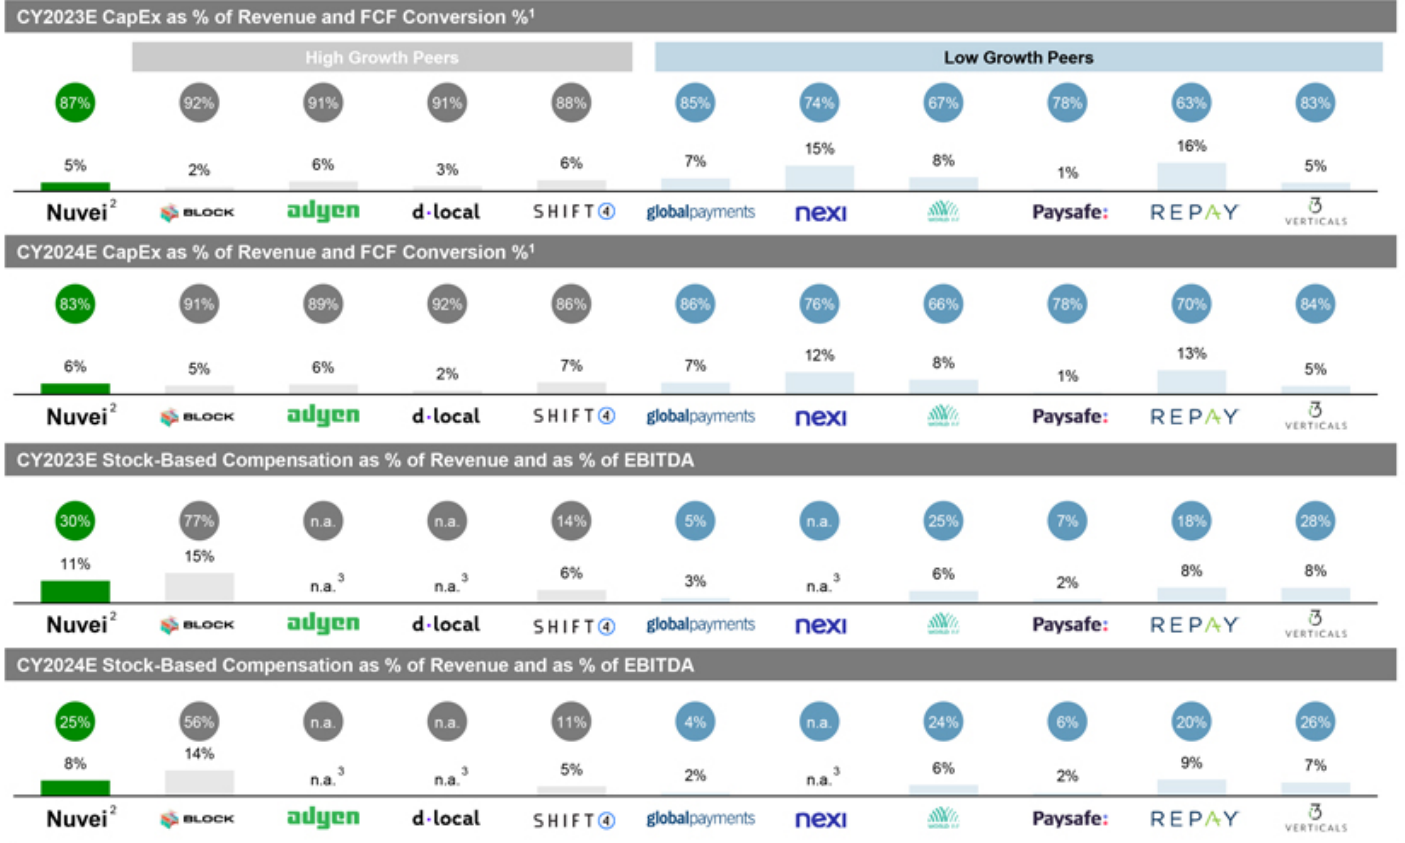 CY2023E CapEx as % of Revenue and FCF Conversion %¹
High Growth Peers Low Growth Peers
87% 92% 91% 91% 88% 85% 74% 67% 78% 63% 83%
5% 2% 6% 3% 6% 7% 15% 8% 1% 16% 5%
Nuvei² BLOCK adyen d·local SHIFT4 globalpayments nexi Paysafe: REPAY i3 VERTICALS
CY2024E CapEx as % of Revenue and FCF Conversion %¹
83% 91% 89% 92% 86% 86% 76% 66% 78% 70% 84%
6% 5% 6% 2% 7% 7% 12% 8% 1% 13% 5%
Nuvei² BLOCK adyen d·local SHIFT4 globalpayments nexi Paysafe: REPAY i3 VERTICALS
CY2023E Stock-Based Compensation as % of Revenue and as % of EBITDA
30% 77% n.a. n.a. 14% 5% n.a. 25% 7% 18% 28%
11% 15% n.a.³ n.a.³ 6% 3% n.a.³ 6% 2% 8% 8%
Nuvei² BLOCK adyen d·local SHIFT4 globalpayments nexi Paysafe: REPAY i3 VERTICALS
CY2024E Stock-Based Compensation as % of Revenue and as % of EBITDA
25% 56% n.a. n.a. 11% 4% n.a. 24% 6% 20% 26%
8% 14% n.a.³ n.a.³ 5% 2% n.a.³ 6% 2% 9% 7%
Nuvei² BLOCK adyen d·local SHIFT4 globalpayments nexi Paysafe: REPAY i3 VERTICALS